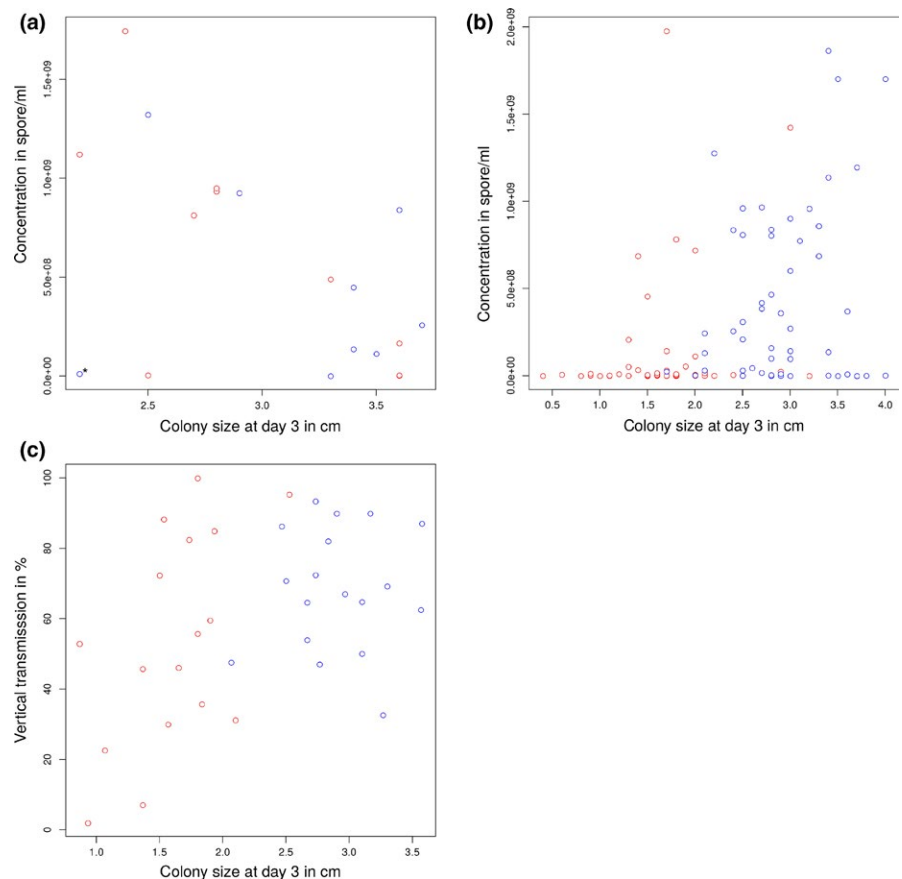 (a)
Concentration in spore/ml
1.5e+09
1.0e+09
5.0e+08
0.0e+00
*
2.5 3.0 3.5
Colony size at day 3 in cm
(b)
Concentration in spore/ml
2.0e+09
1.5e+09
1.0e+09
5.0e+08
0.0e+00
0.5 1.0 1.5 2.0 2.5 3.0 3.5 4.0
Colony size at day 3 in cm
(c)
Vertical transmisssion in %
100
80
60
40
20
0
1.0 1.5 2.0 2.5 3.0 3.5
Colony size at day 3 in cm